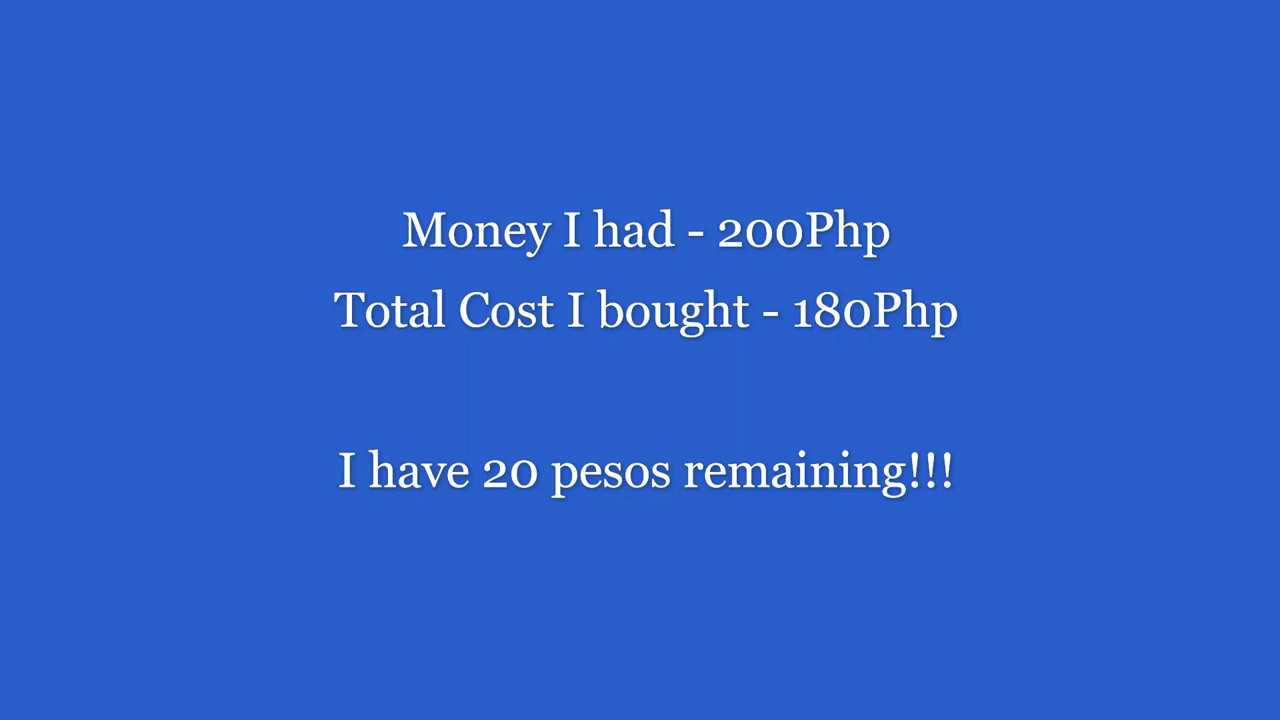 Money I had - 200Php
Total Cost I bought - 180Php
I have 20 pesos remaining!!!